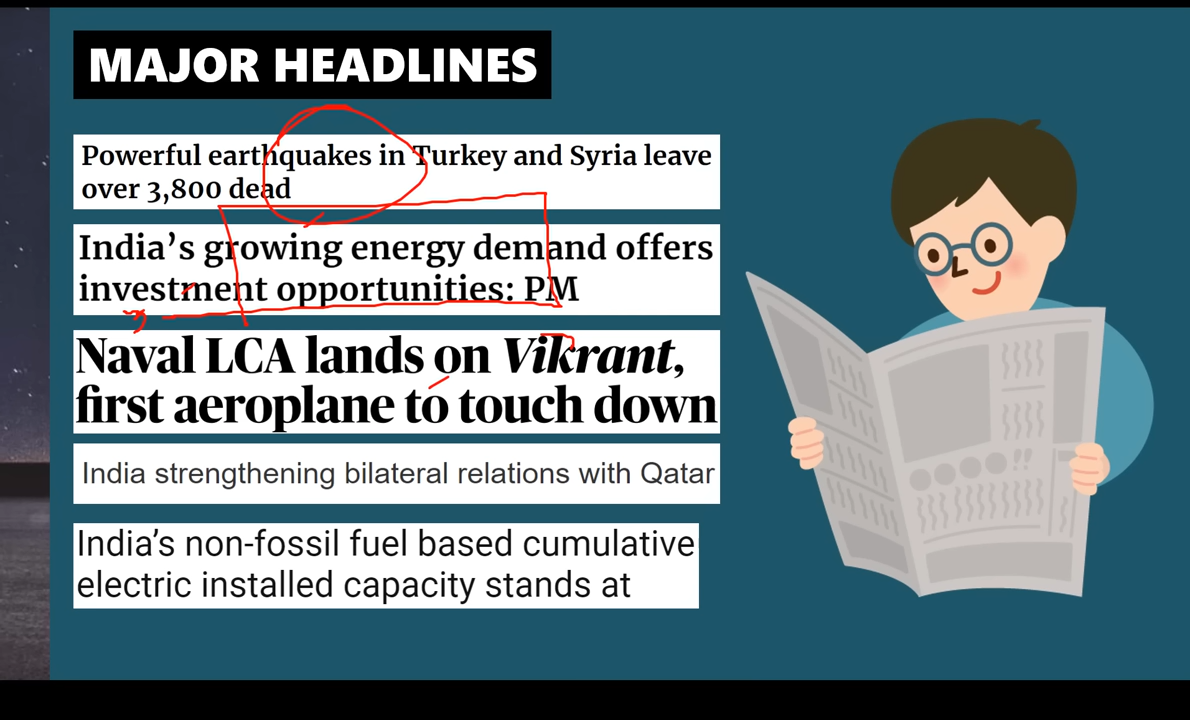 MAJOR HEADLINES
Powerful earthquakes in Turkey and Syria leave
over 3,800 dead
India’s growing energy demand offers
investment opportunities: PM
Naval LCA lands on Vikrant,
first aeroplane to touch down
India strengthening bilateral relations with Qatar
India’s non-fossil fuel based cumulative
electric installed capacity stands at